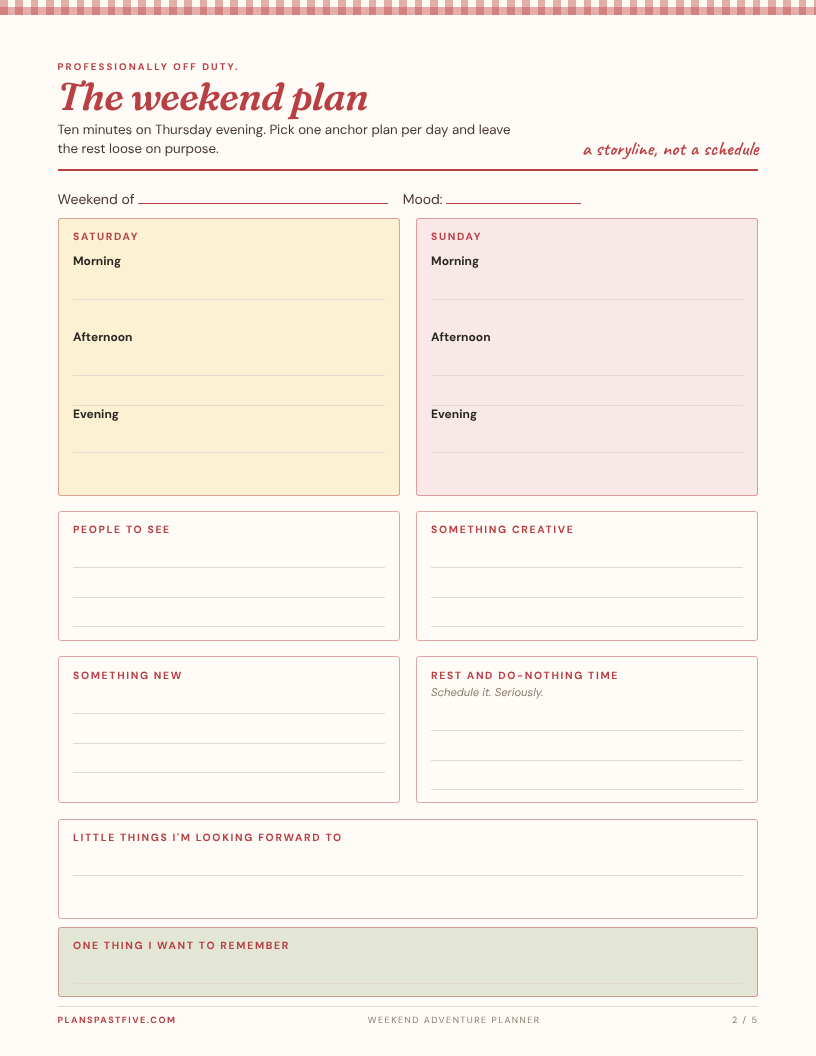 PROFESSIONALLY OFF DUTY.
The weekend plan
Ten minutes on Thursday evening. Pick one anchor plan per day and leave
the rest loose on purpose.
a storyline, not a schedule
Weekend of
Mood:
SATURDAY
Morning
Afternoon
Evening
SUNDAY
Morning
Afternoon
Evening
PEOPLE TO SEE
SOMETHING CREATIVE
SOMETHING NEW
REST AND DO-NOTHING TIME
Schedule it. Seriously.
LITTLE THINGS I'M LOOKING FORWARD TO
ONE THING I WANT TO REMEMBER
PLANSPASTFIVE.COM
WEEKEND ADVENTURE PLANNER
2 / 5